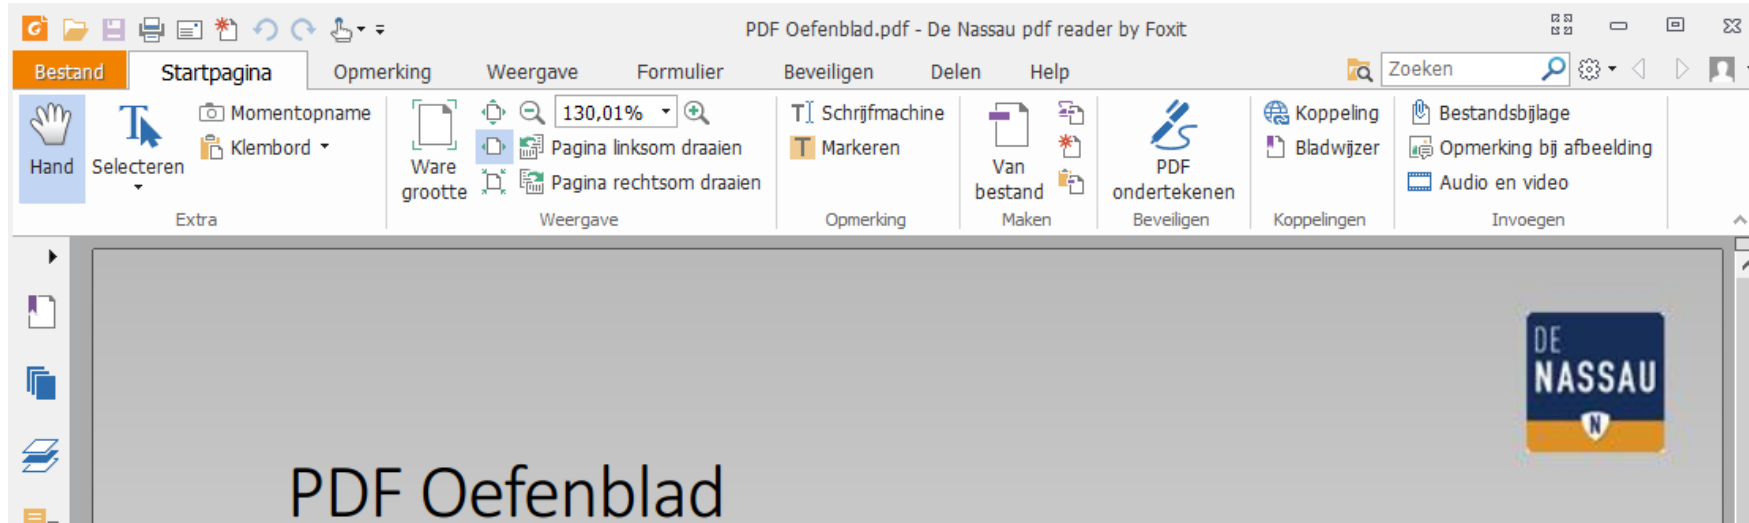 PDF Oefenblad.pdf - De Nassau pdf reader by Foxit
Bestand Startpagina Opmerking Weergave Formulier Beveiligen Delen Help Zoeken
Hand
Selecteren
Momentopname
Klembord
Extra
Ware
grootte
130,01%
Pagina linksom draaien
Pagina rechtsom draaien
Weergave
Schrijfmachine
Markeren
Opmerking
Van
bestand
Maken
PDF
ondertekenen
Beveiligen
Koppeling
Bladwijzer
Koppelingen
Bestandsbijlage
Opmerking bij afbeelding
Audio en video
Invoegen
DE
NASSAU
N
PDF Oefenblad